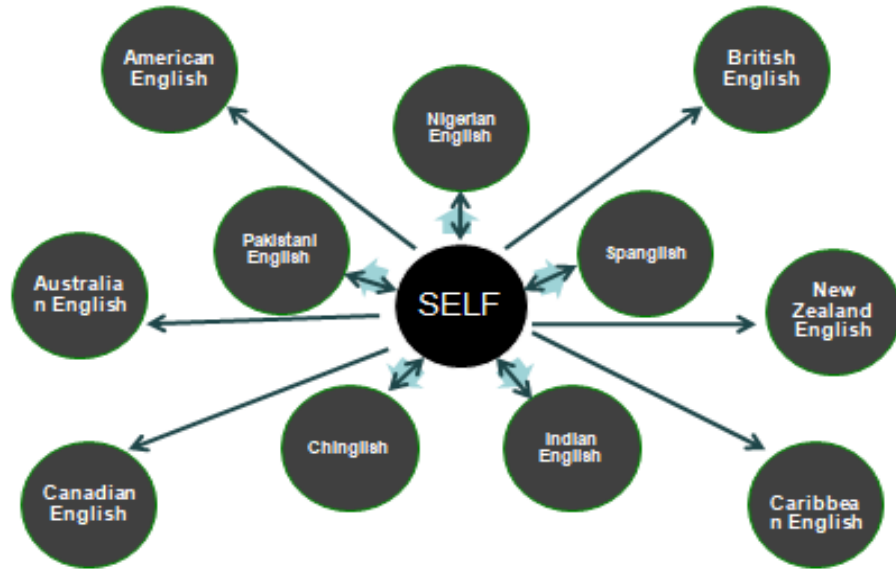 American
English
British
English
Nigerian
English
Pakistani
English
Spanglish
Australia
n English
SELF
New
Zealand
English
Chinglish
Indian
English
Canadian
English
Caribbea
n English